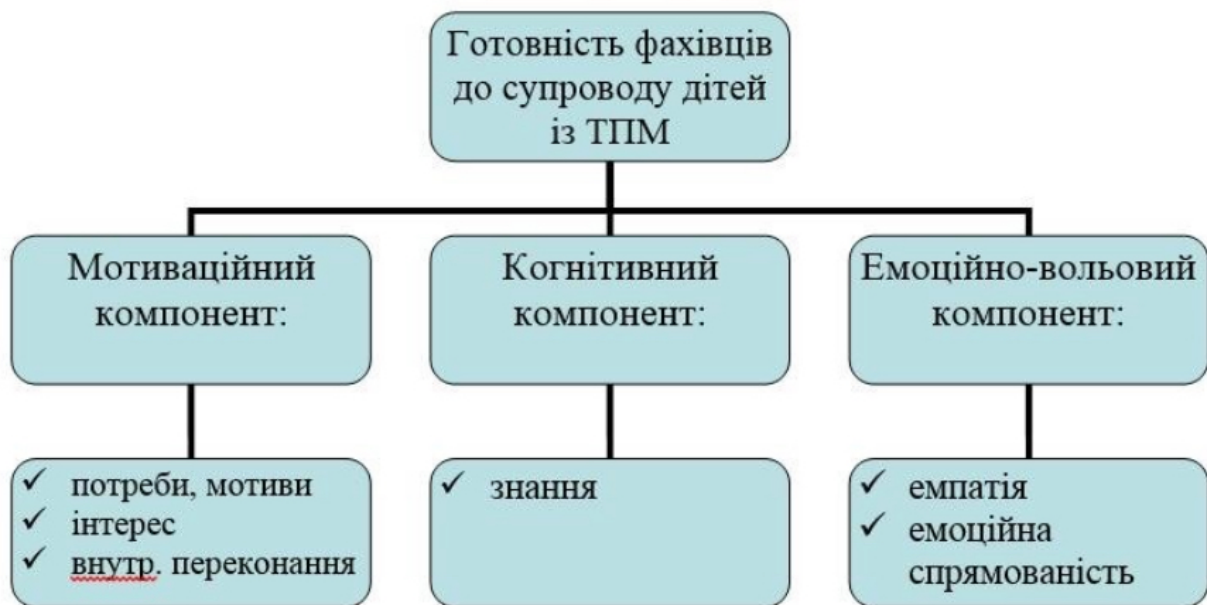 Готовність фахівців
до супроводу дітей
із ТПМ
Мотиваційний
компонент:
Когнітивний
компонент:
Емоційно-вольовий
компонент:
✓ потреби, мотиви
✓ інтерес
✓ внутр. переконання
✓ знання
✓ емпатія
✓ емоційна
спрямованість